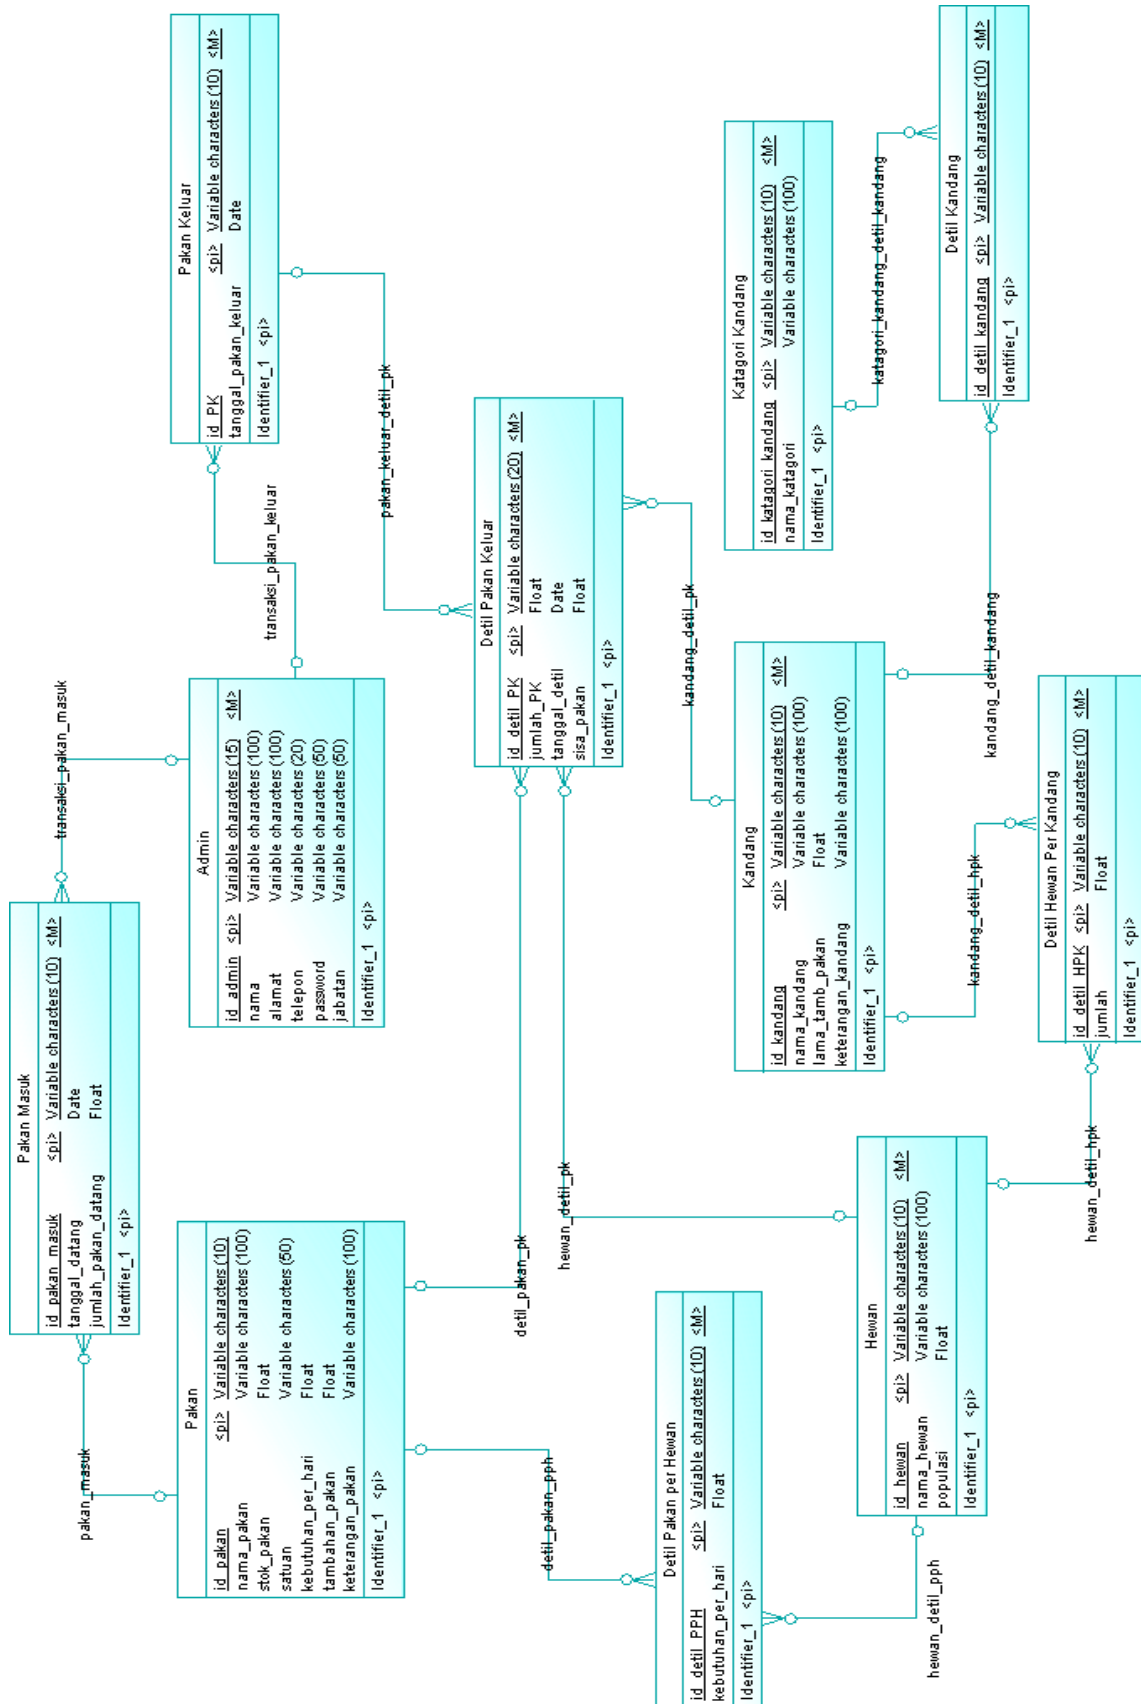 Pakan Masuk
id_pakan_masuk <pi> Variable characters (10) <M>
tanggal_datang Date
jumlah_pakan_datang Float
Identifier_1 <pi>
transaksi_pakan_masuk
pakan_masuk
Admin
id_admin <pi> Variable characters (15) <M>
nama Variable characters (100)
alamat Variable characters (100)
telepon Variable characters (20)
password Variable characters (50)
jabatan Variable characters (50)
Identifier_1 <pi>
transaksi_pakan_keluar
Pakan Keluar
id_PK <pi> Variable characters (10) <M>
tanggal_pakan_keluar Date
Identifier_1 <pi>
pakan_keluar_detil_pk
Pakan
id_pakan <pi> Variable characters (10)
nama_pakan Variable characters (100)
stok_pakan Float
satuan Variable characters (50)
kebutuhan_per_hari Float
tambahan_pakan Float
keterangan_pakan Variable characters (100)
Identifier_1 <pi>
detil_pakan_pk
detil_pakan_pph
Detil Pakan Keluar
id_detil_PK <pi> Variable characters (20) <M>
jumlah_PK Float
tanggal_detil Date
sisa_pakan Float
Identifier_1 <pi>
hewan_detil_pk
kandang_detil_pk
Detil Pakan per Hewan
id_detil_PPH <pi> Variable characters (10) <M>
kebutuhan_per_hari Float
Identifier_1 <pi>
hewan_detil_pph
Kandang
id_kandang <pi> Variable characters (10) <M>
nama_kandang Variable characters (100)
lama_tamb_pakan Float
keterangan_kandang Variable characters (100)
Identifier_1 <pi>
Katagori Kandang
id_katagori_kandang <pi> Variable characters (10) <M>
nama_katagori Variable characters (100)
Identifier_1 <pi>
katagori_kandang_detil_kandang
Hewan
id_hewan <pi> Variable characters (10) <M>
nama_hewan Variable characters (100)
populasi Float
Identifier_1 <pi>
hewan_detil_hpk
kandang_detil_hpk
kandang_detil_kandang
Detil Kandang
id_detil_kandang <pi> Variable characters (10) <M>
Identifier_1 <pi>
Detil Hewan Per Kandang
id_detil_HPK <pi> Variable characters (10) <M>
jumlah Float
Identifier_1 <pi>